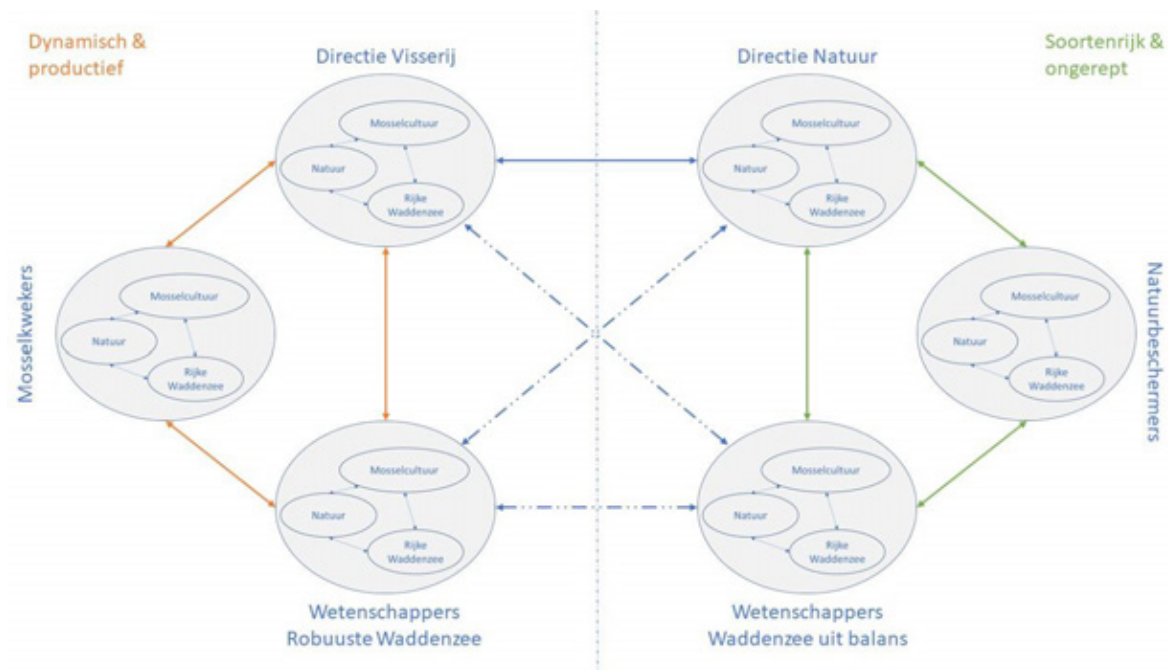 Dynamisch &
productief
Directie Visserij
Directie Natuur
Soortenrijk &
ongerept
Mosselcultuur
Natuur
Rijke
Waddenzee
Mosselcultuur
Natuur
Rijke
Waddenzee
Mosselkwekers
Mosselcultuur
Natuur
Rijke
Waddenzee
Mosselcultuur
Natuur
Rijke
Waddenzee
Natuurbeschermers
Mosselcultuur
Natuur
Rijke
Waddenzee
Mosselcultuur
Natuur
Rijke
Waddenzee
Wetenschappers
Robuuste Waddenzee
Wetenschappers
Waddenzee uit balans